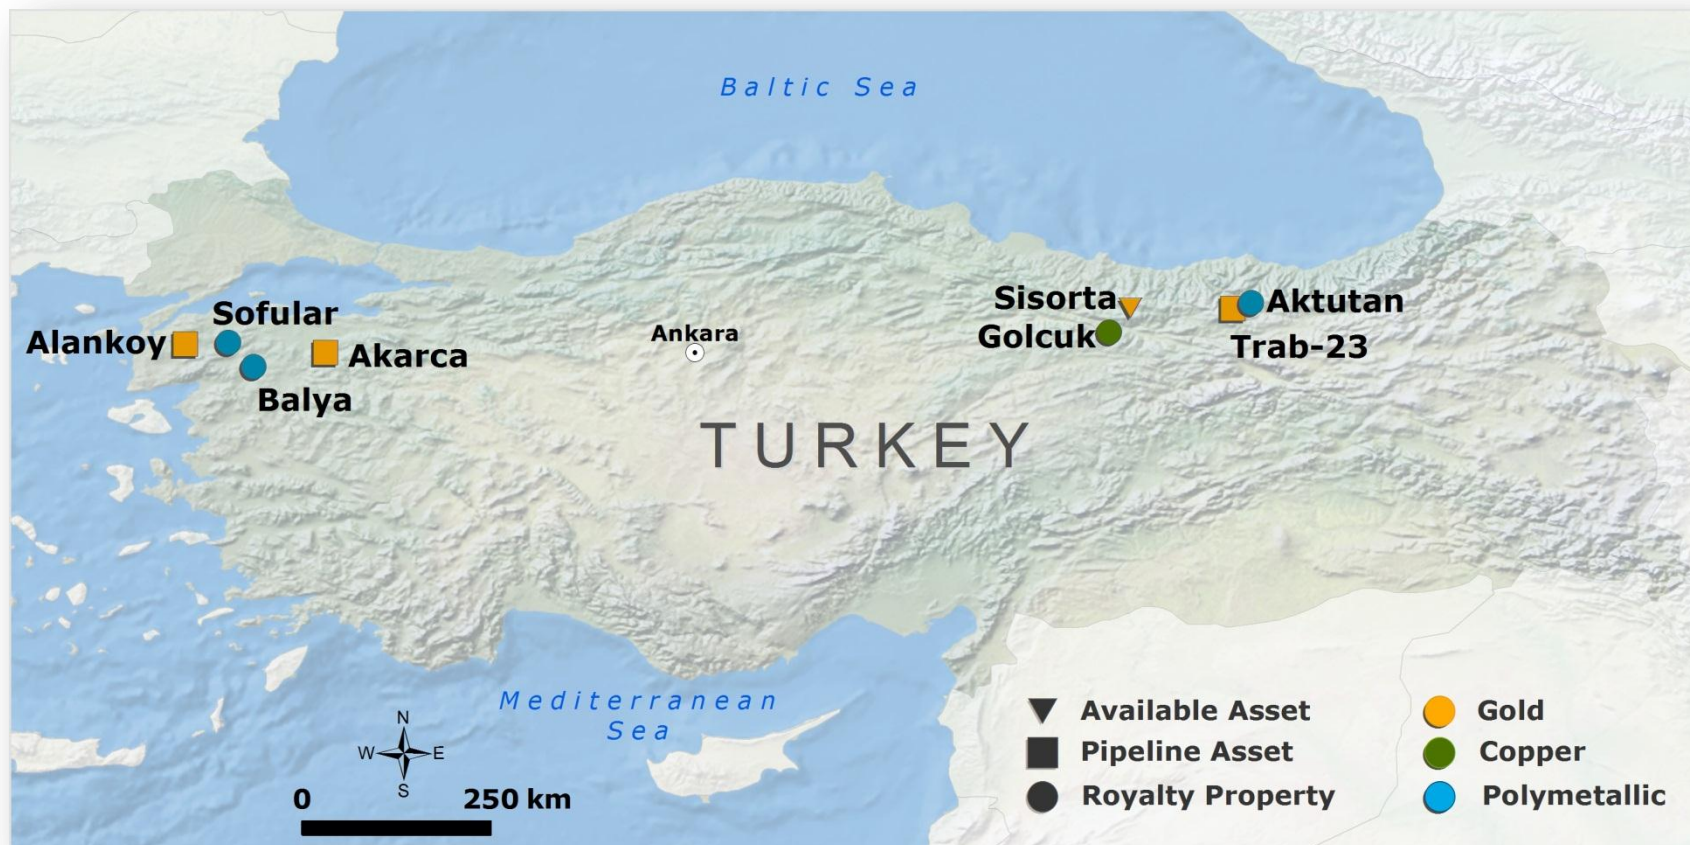 Baltic Sea
Sofular
Alankoy
Akarca
Balya
Ankara
Sisorta
Golcuk
Aktutan
Trab-23
TURKEY
Mediterranean
Sea
N
W E
S
0 250 km
Available Asset
Pipeline Asset
Royalty Property
Gold
Copper
Polymetallic